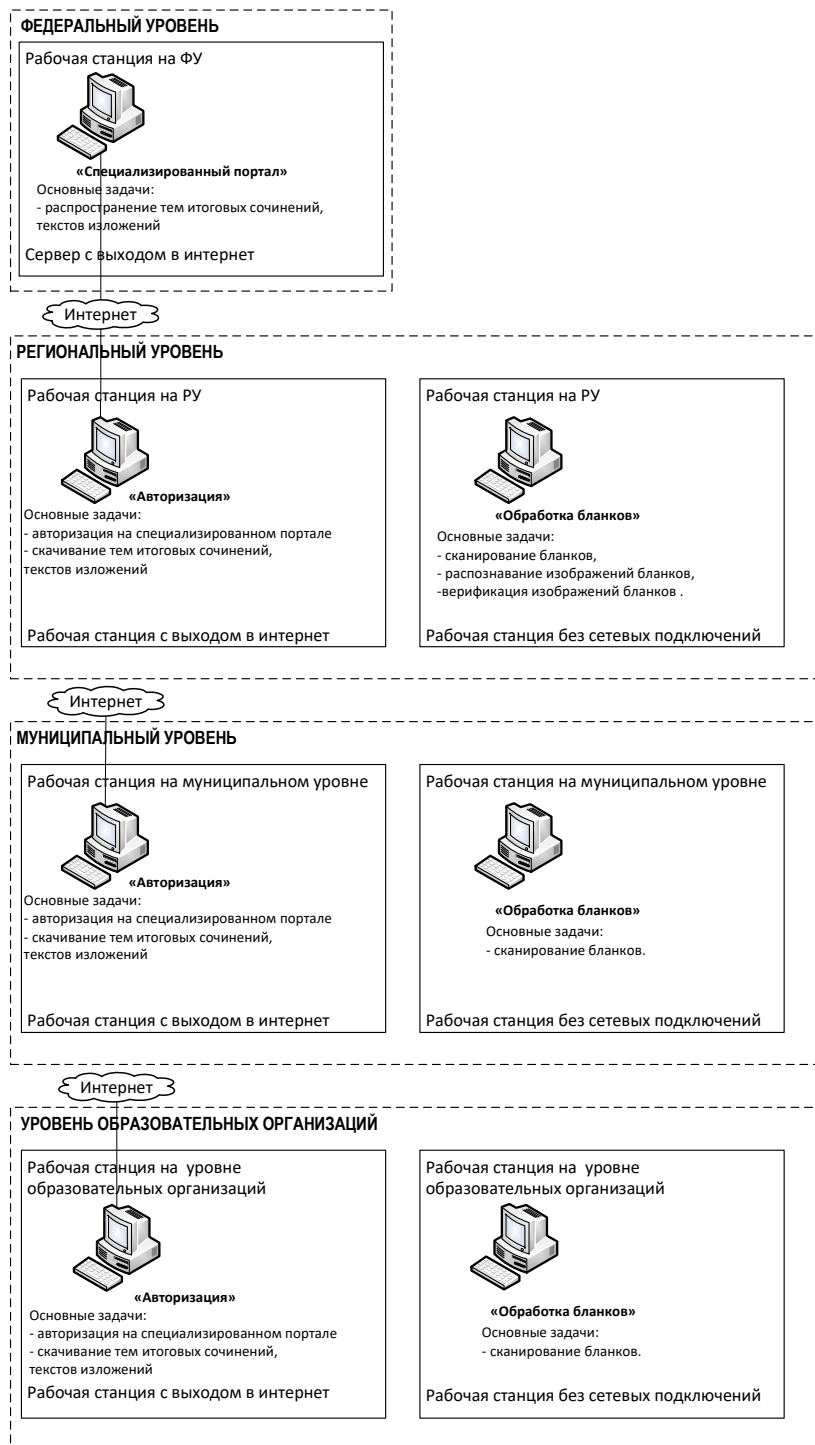 ФЕДЕРАЛЬНЫЙ УРОВЕНЬ
Рабочая станция на ФУ
«Специализированный портал»
Основные задачи:
- распространение тем итоговых сочинений,
текстов изложений
Сервер с выходом в интернет
Интернет
РЕГИОНАЛЬНЫЙ УРОВЕНЬ
Рабочая станция на РУ
«Авторизация»
Основные задачи:
- авторизация на специализированном портале
- скачивание тем итоговых сочинений,
текстов изложений
Рабочая станция с выходом в интернет
Рабочая станция на РУ
«Обработка бланков»
Основные задачи:
- сканирование бланков,
- распознавание изображений бланков,
-верификация изображений бланков .
Рабочая станция без сетевых подключений
Интернет
МУНИЦИПАЛЬНЫЙ УРОВЕНЬ
Рабочая станция на муниципальном уровне
«Авторизация»
Основные задачи:
- авторизация на специализированном портале
- скачивание тем итоговых сочинений,
текстов изложений
Рабочая станция с выходом в интернет
Рабочая станция на муниципальном уровне
«Обработка бланков»
Основные задачи:
- сканирование бланков.
Рабочая станция без сетевых подключений
Интернет
УРОВЕНЬ ОБРАЗОВАТЕЛЬНЫХ ОРГАНИЗАЦИЙ
Рабочая станция на уровне
образовательных организаций
«Авторизация»
Основные задачи:
- авторизация на специализированном портале
- скачивание тем итоговых сочинений,
текстов изложений
Рабочая станция с выходом в интернет
Рабочая станция на уровне
образовательных организаций
«Обработка бланков»
Основные задачи:
- сканирование бланков.
Рабочая станция без сетевых подключений